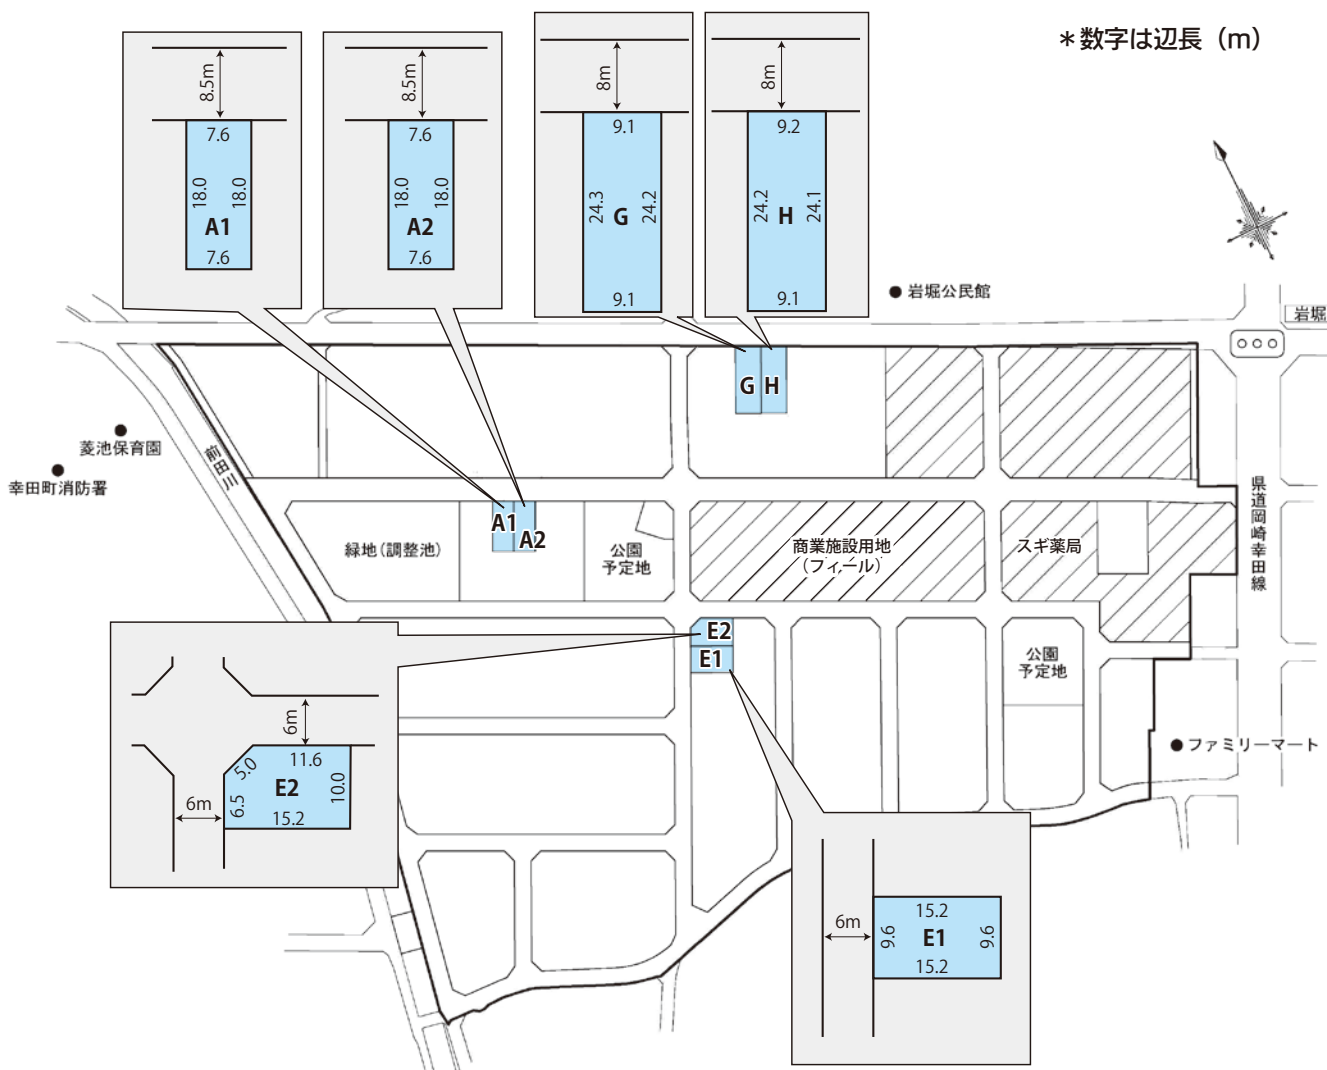 ＊数字は辺長（m）
8.5m
7.6
18.0
18.0
A1
7.6
8.5m
7.6
18.0
18.0
A2
7.6
8m
9.1
24.3
G
24.2
9.1
8m
9.2
24.2
H
24.1
9.1
岩堀公民館
岩堀
G
H
菱池保育園
幸田町消防署
前田川
A1
A2
緑地（調整池）
公園
予定地
商業施設用地
（フィール）
スギ薬局
県道岡崎幸田線
E2
E1
公園
予定地
ファミリーマート
6m
5.0
11.6
E2
10.0
6.5
15.2
6m
6m
15.2
9.6
E1
9.6
15.2